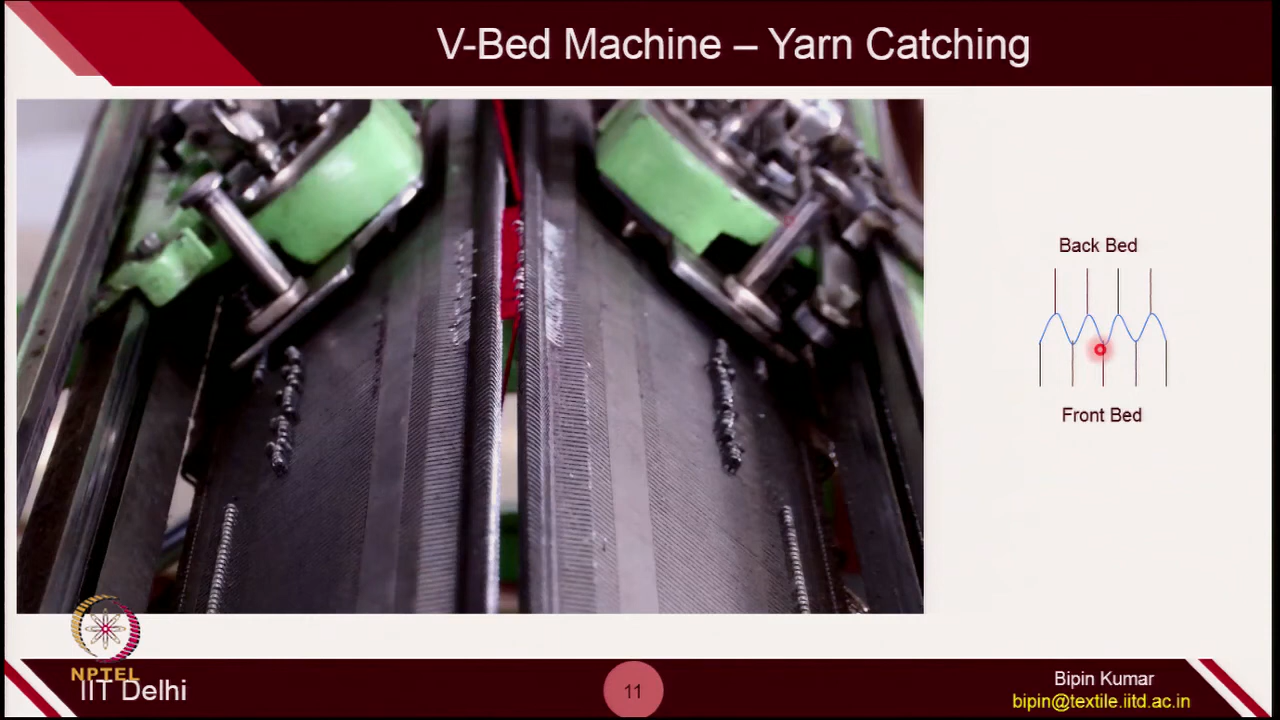 V-Bed Machine – Yarn Catching
Back Bed
Front Bed
NPTEL
IIT Delhi
11
Bipin Kumar
bipin@textile.iitd.ac.in